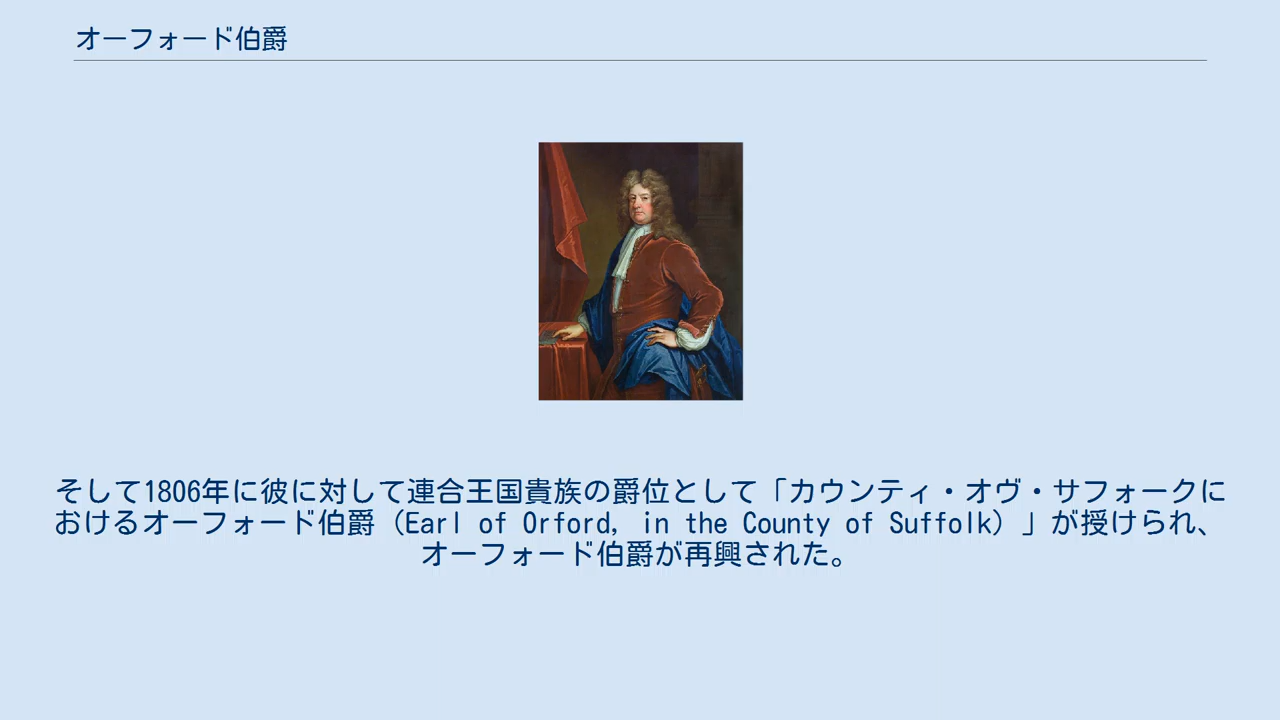 オーフォード伯爵
そして1806年に彼に対して連合王国貴族の爵位として「カウンティ・オヴ・サフォークに
おけるオーフォード伯爵（Earl of Orford, in the County of Suffolk）」が授けられ、
オーフォード伯爵が再興された。